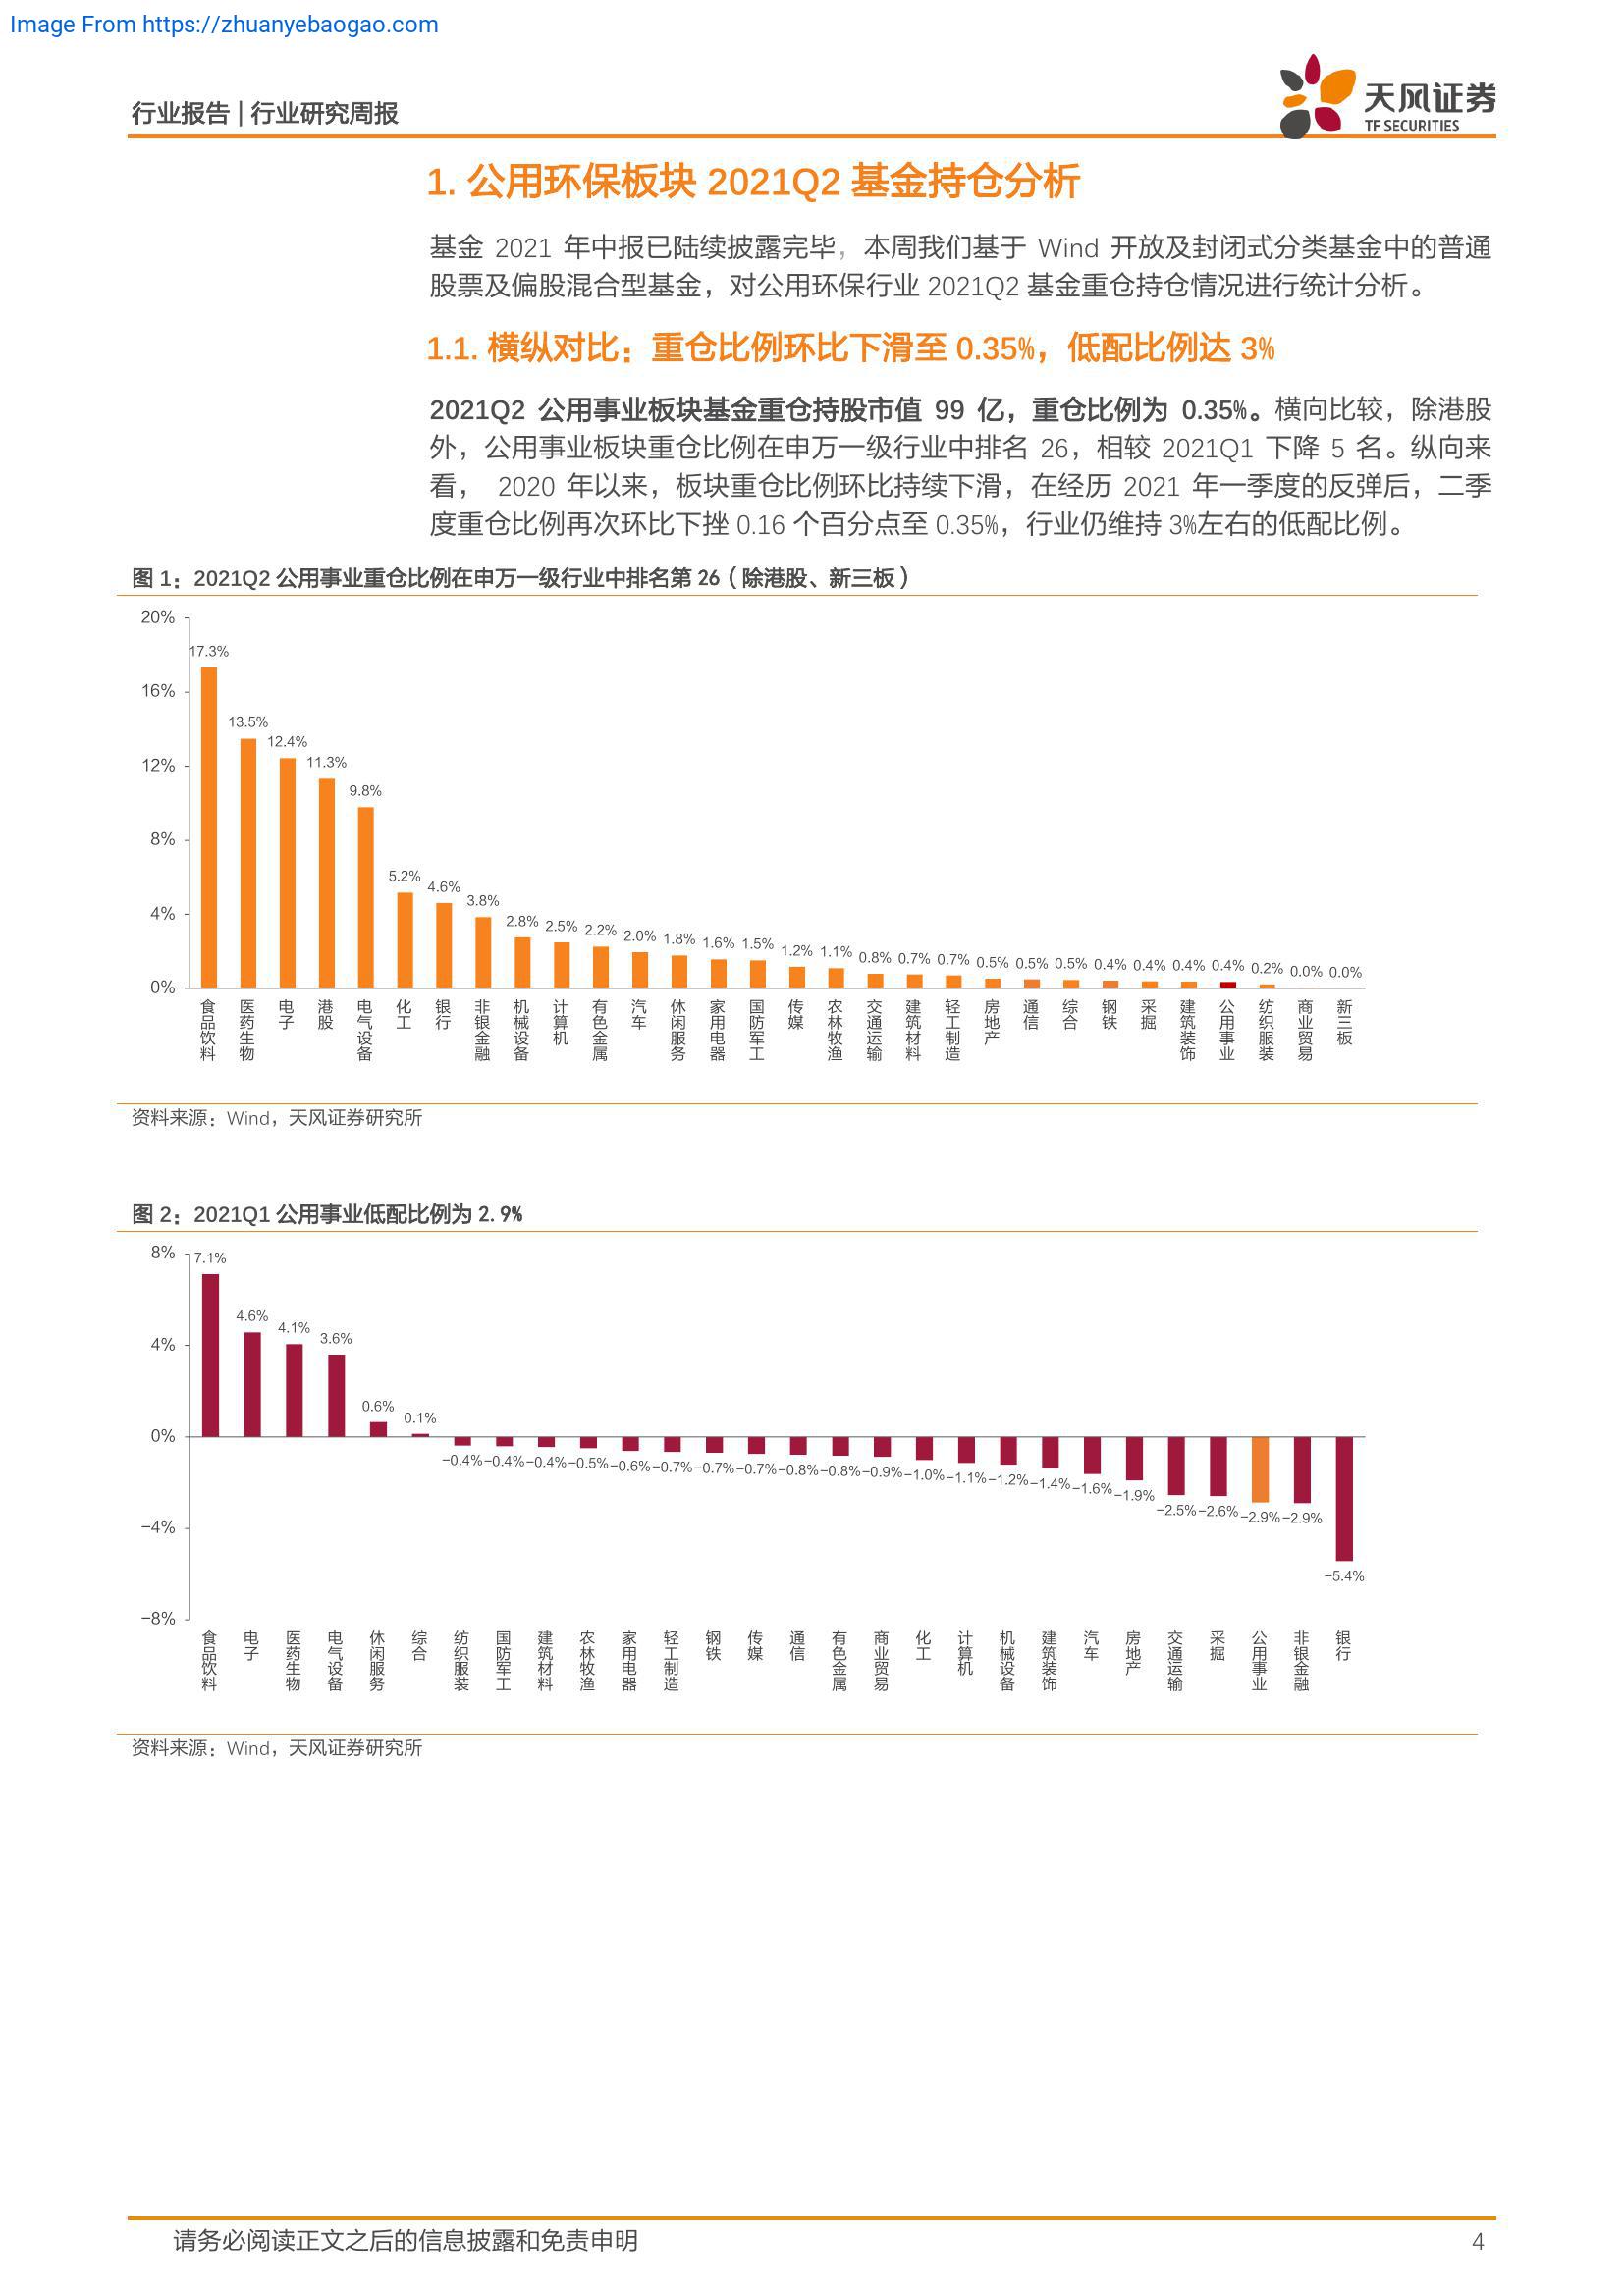 Image From https://zhuanyebaogao.com
行业报告 | 行业研究周报
天风证券
TF SECURITIES
1. 公用环保板块 2021Q2 基金持仓分析
基金 2021 年中报已陆续披露完毕，本周我们基于 Wind 开放及封闭式分类基金中的普通
股票及偏股混合型基金，对公用环保行业 2021Q2 基金重仓持仓情况进行统计分析。
1.1. 横纵对比：重仓比例环比下滑至 0.35%，低配比例达 3%
2021Q2 公用事业板块基金重仓持股市值 99 亿，重仓比例为 0.35%。横向比较，除港股
外，公用事业板块重仓比例在申万一级行业中排名 26，相较 2021Q1 下降 5 名。纵向来
看， 2020 年以来，板块重仓比例环比持续下滑，在经历 2021 年一季度的反弹后，二季
度重仓比例再次环比下挫 0.16 个百分点至 0.35%，行业仍维持 3%左右的低配比例。
图 1：2021Q2 公用事业重仓比例在申万一级行业中排名第 26（除港股、新三板）
20%
16%
12%
8%
4%
0%
17.3% 13.5% 12.4% 11.3% 9.8% 5.2% 4.6% 3.8% 2.8% 2.5% 2.2% 2.0% 1.8% 1.6% 1.5% 1.2% 1.1% 0.8% 0.7% 0.7% 0.5% 0.5% 0.5% 0.4% 0.4% 0.4% 0.4% 0.2% 0.0% 0.0%
食品饮料 医药生物 电子 港股 电气设备 化工 银行 非银金融 机械设备 计算机 有色金属 汽车 休闲服务 家用电器 国防军工 传媒 农林牧渔 交通运输 建筑材料 轻工制造 房地产 通信 综合 钢铁 采掘 建筑装饰 公用事业 纺织服装 商业贸易 新三板
资料来源：Wind，天风证券研究所
图 2：2021Q1 公用事业低配比例为 2.9%
8%
4%
0%
−4%
−8%
7.1% 4.6% 4.1% 3.6% 0.6% 0.1% −0.4% −0.4% −0.4% −0.5% −0.6% −0.7% −0.7% −0.7% −0.8% −0.8% −0.9% −1.0% −1.1% −1.2% −1.4% −1.6% −1.9% −2.5% −2.6% −2.9% −2.9% −5.4%
食品饮料 电子 医药生物 电气设备 休闲服务 综合 纺织服装 国防军工 建筑材料 农林牧渔 家用电器 轻工制造 钢铁 传媒 通信 有色金属 商业贸易 化工 计算机 机械设备 建筑装饰 汽车 房地产 交通运输 采掘 公用事业 非银金融 银行
资料来源：Wind，天风证券研究所
请务必阅读正文之后的信息披露和免责申明
4